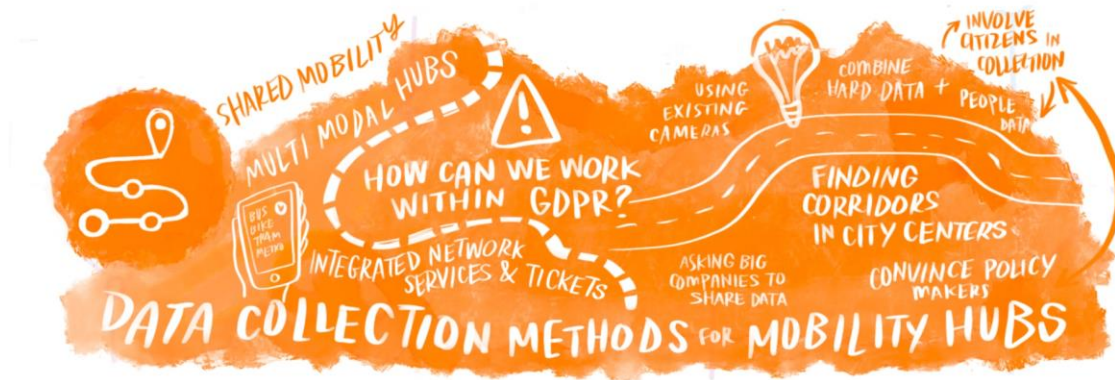 SHARED MOBILITY
MULTI MODAL HUBS
BUS
BIKE
TRAM
METRO
HOW CAN WE WORK
WITHIN GDPR?
INTEGRATED NETWORK
SERVICES & TICKETS
USING
EXISTING
CAMERAS
COMBINE
HARD DATA +
PEOPLE
DATA
INVOLVE
CITIZENS IN
COLLECTION
FINDING
CORRIDORS
IN CITY CENTERS
ASKING BIG
COMPANIES TO
SHARE DATA
CONVINCE POLICY
MAKERS
DATA COLLECTION METHODS FOR MOBILITY HUBS